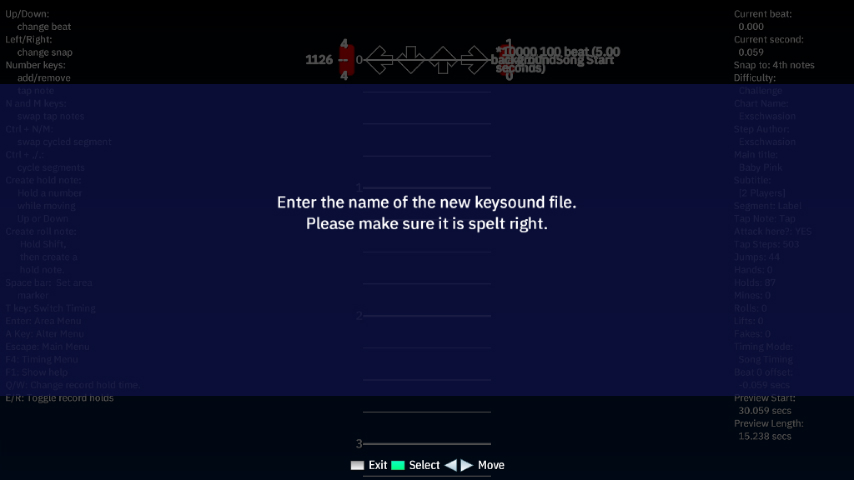 Up/Down:
change beat
Left/Right:
change snap
Number keys:
add/remove
tap note
N and M keys:
swap tap notes
Ctrl + N/M:
swap cycled segment
cycle segments
Create hold note:
Hold a number
while moving
Up or Down
Create roll note:
Hold Shift,
then create a
hold note.
Space bar: Set area
marker
T key: Switch Timing
Enter: Area Menu
A Key: Alter Menu
Escape: Main Menu
F4: Timing Menu
F1: Show help
Q/W: Change record hold time
E/R: Toggle record holds
4
1126 --
4
0
1
0
1
2
3
Enter the name of the new keysound file.
Please make sure it is spelt right.
Exit Select Move
Current beat:
0.000
Current second:
0.059
Snap to: 4th notes
Difficulty:
Challenge
Chart Name:
Exschwasion
Step Author:
Exschwasion
Main title:
Baby Pink
Subtitle:
[2 Players]
Segment: Label
Tap Note: Tap
Attack here?: YES
Tap Steps: 503
Jumps: 44
Hands: 0
Holds: 87
Mines: 9
Rolls: 0
Lifts: 6
Fakes: 0
Timing Mode:
Song Timing
Beat 0 offset:
-0.059 secs
Preview Start:
30.059 secs
Preview Length:
15.238 secs